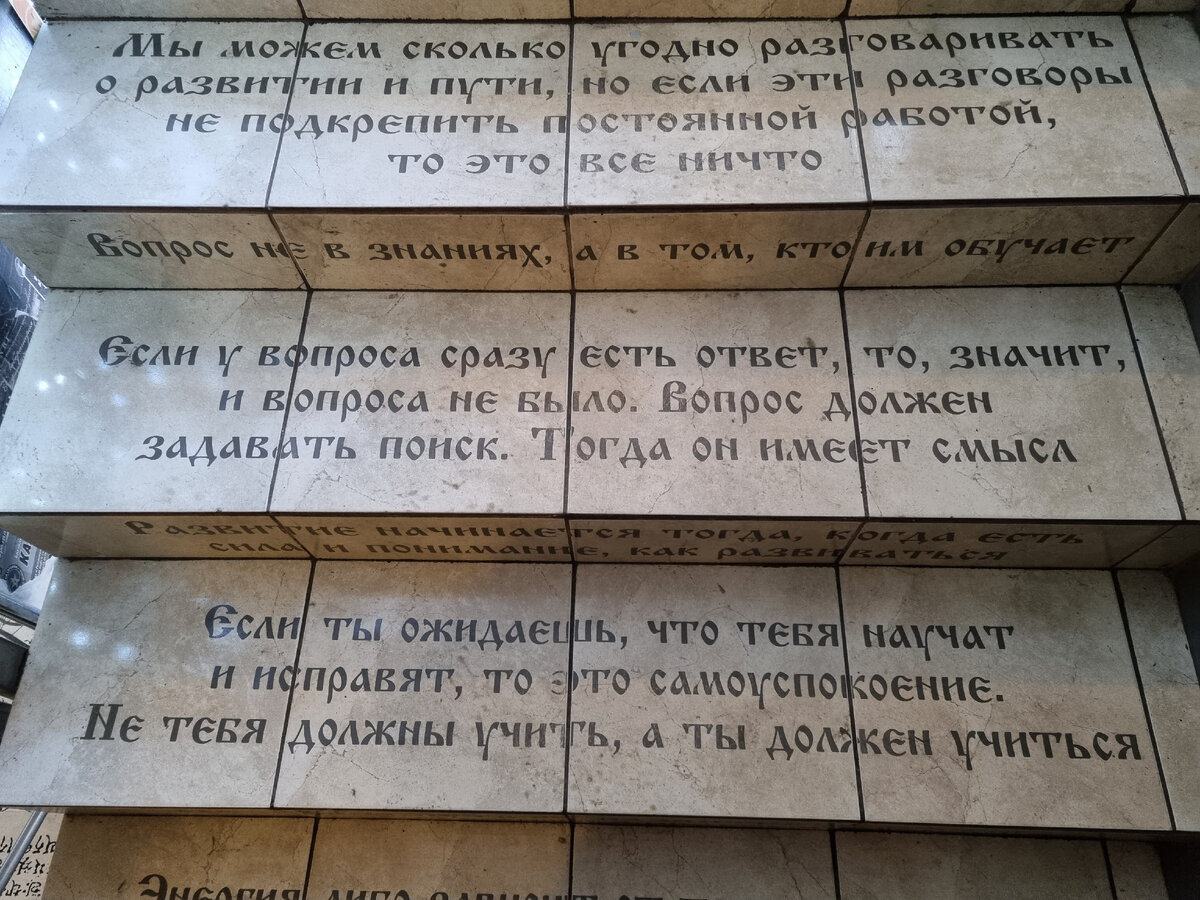 Мы можем сколько угодно разговаривать
о развитии и пути, но если эти разговоры
не подкрепить постоянной работой,
то это все ничто
Вопрос не в знаниях, а в том, кто им обучает
Если у вопроса сразу есть ответ, то, значит,
и вопроса не было. Вопрос должен
задавать поиск. Тогда он имеет смысл
Развитие начинается тогда, когда есть
сила и понимание, как развиваться
Если ты ожидаешь, что тебя научат
и исправят, то это самоуспокоение.
Не тебя должны учить, а ты должен учиться
Энергия либо